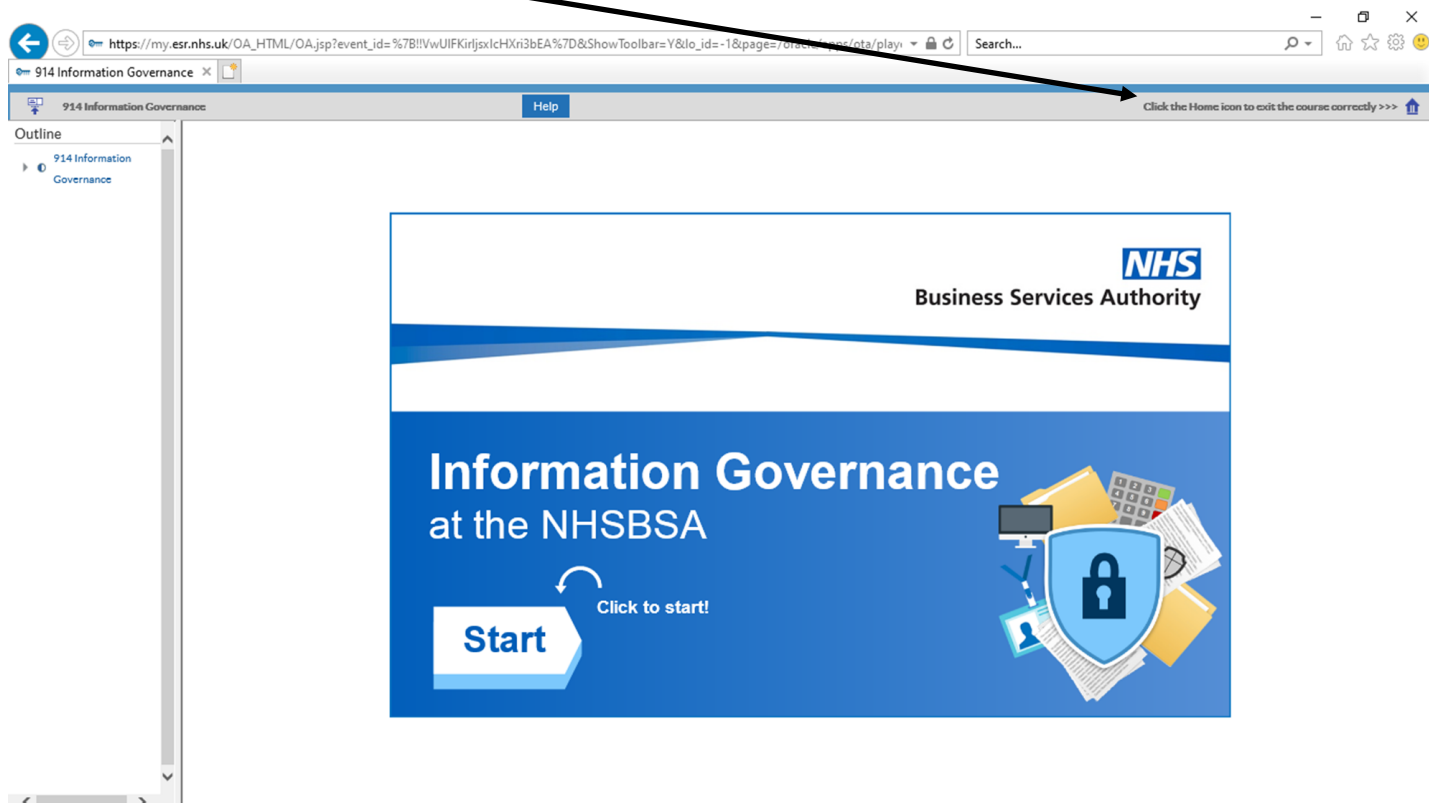 https://my.esr.nhs.uk/OA_HTML/OA.jsp?event_id=%7B!!VwUIFKirljsxlcHXri3bEA%7D&ShowToolbar=Y&lo_id=-1&page=/oracle/apps/ota/play
Search...
914 Information Governance
914 Information Governance
Help
Click the Home icon to exit the course correctly >>>
Outline
914 Information
Governance
NHS
Business Services Authority
Information Governance
at the NHSBSA
Click to start!
Start